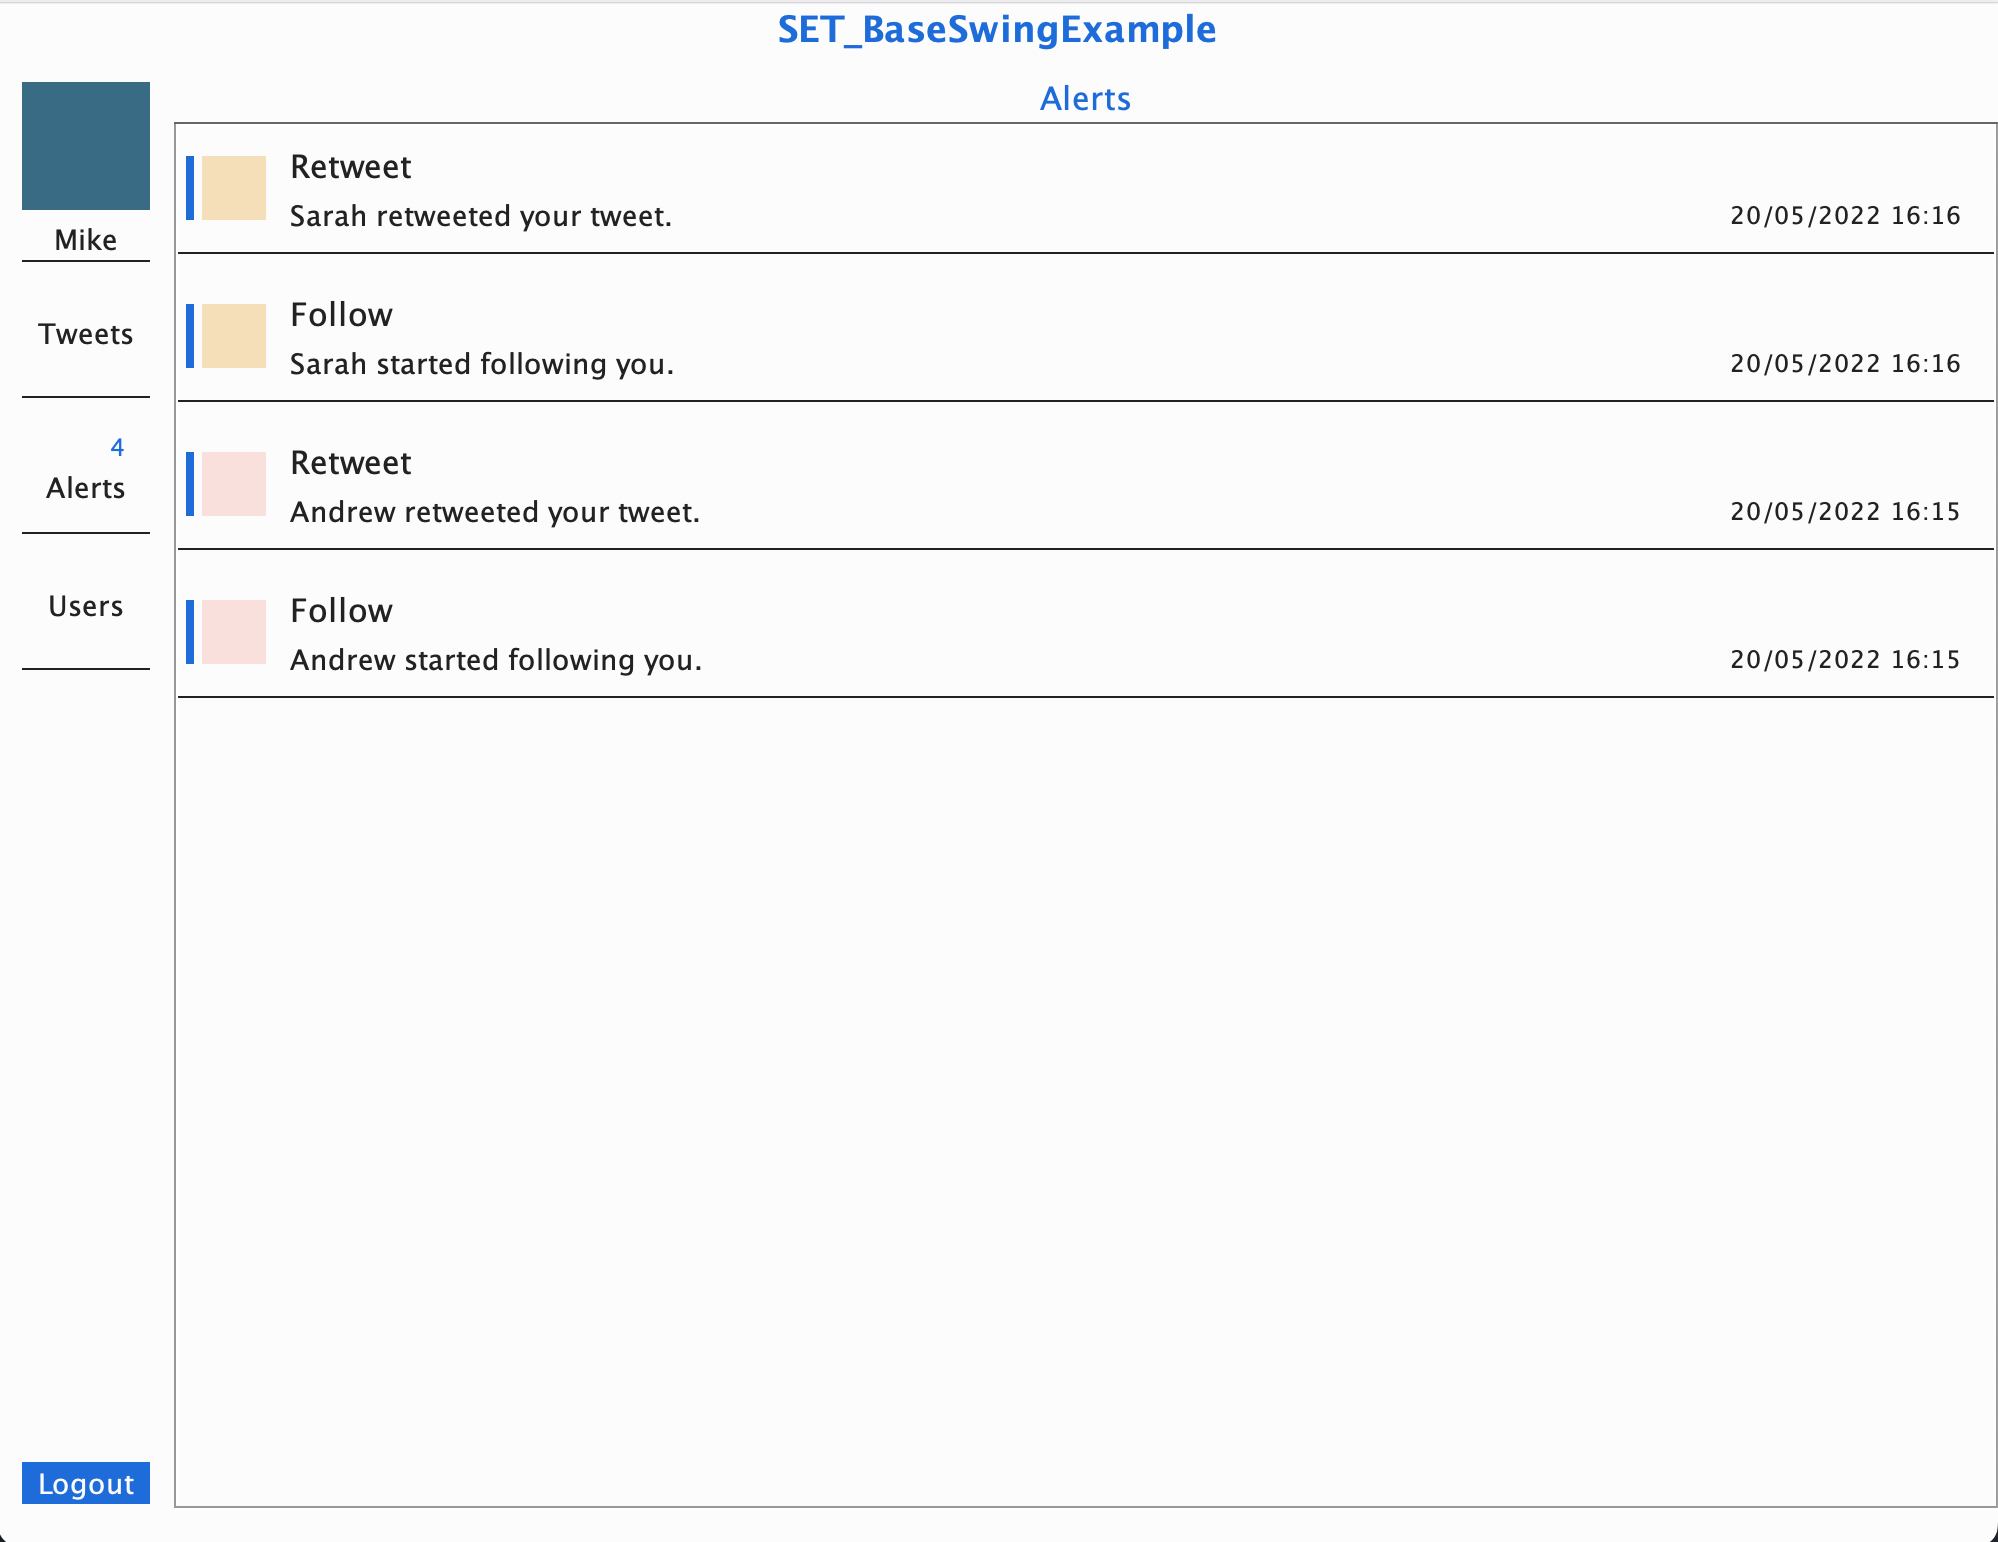 SET_BaseSwingExample
Mike
Tweets
4
Alerts
Users
Logout
Alerts
Retweet
Sarah retweeted your tweet.
20/05/2022 16:16
Follow
Sarah started following you.
20/05/2022 16:16
Retweet
Andrew retweeted your tweet.
20/05/2022 16:15
Follow
Andrew started following you.
20/05/2022 16:15